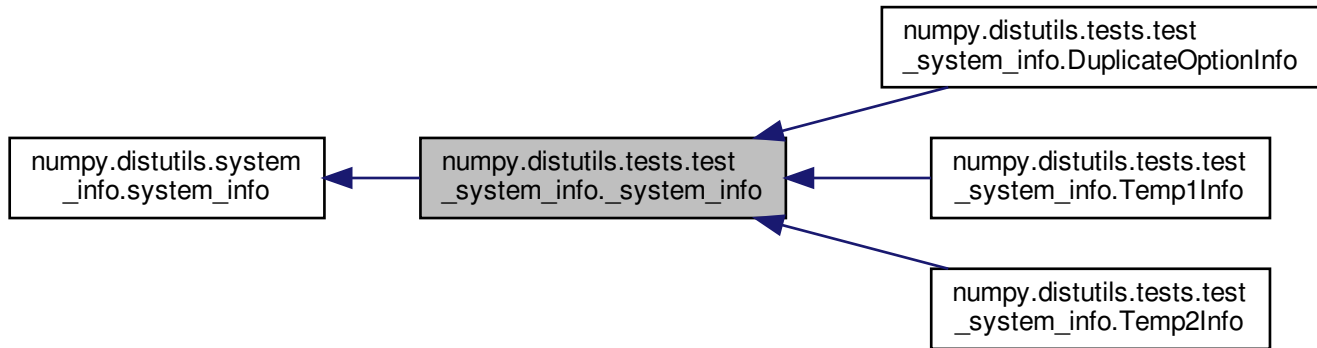 numpy.distutils.tests.test
_system_info.DuplicateOptionInfo
numpy.distutils.system
_info.system_info
numpy.distutils.tests.test
_system_info._system_info
numpy.distutils.tests.test
_system_info.Temp1Info
numpy.distutils.tests.test
_system_info.Temp2Info